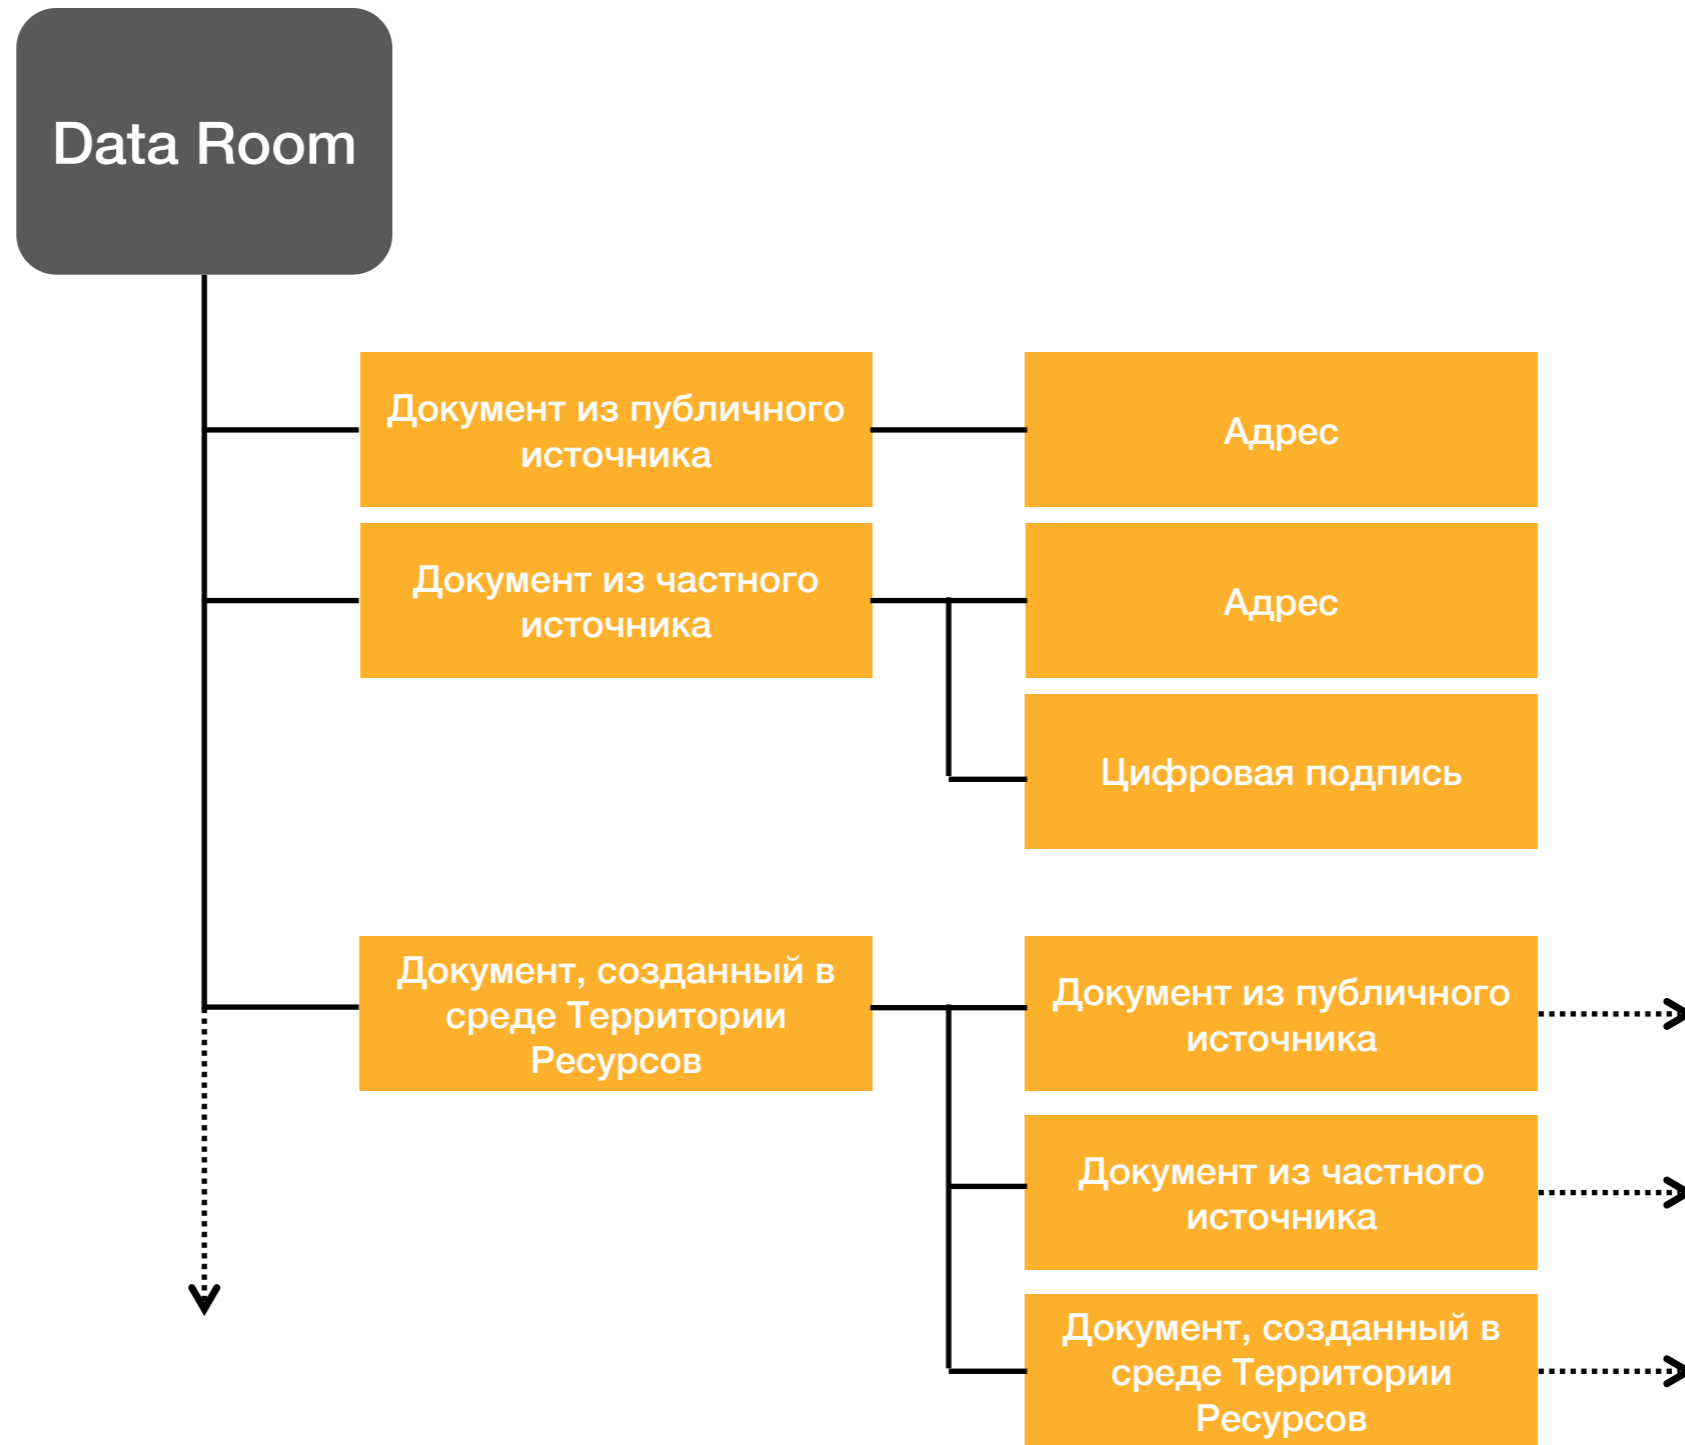 Data Room
Документ из публичного
источника
Адрес
Документ из частного
источника
Адрес
Цифровая подпись
Документ, созданный в
среде Территории
Ресурсов
Документ из публичного
источника
Документ из частного
источника
Документ, созданный в
среде Территории
Ресурсов